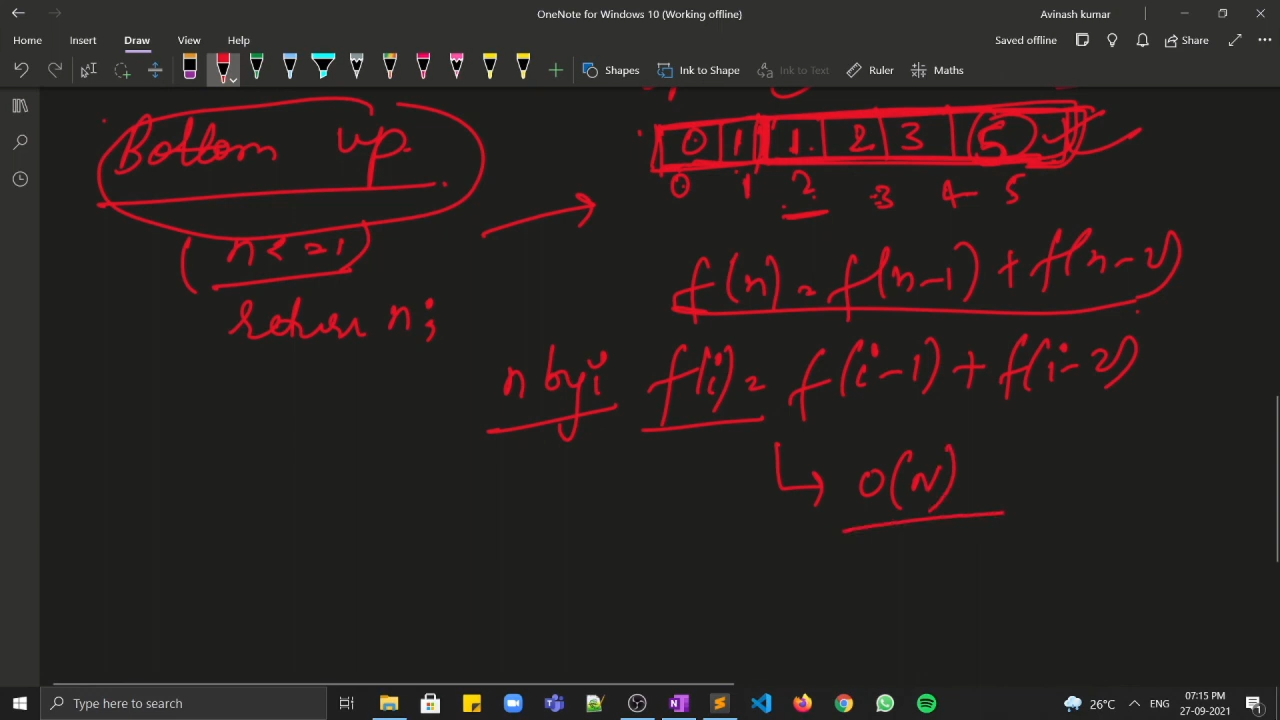 OneNote for Windows 10 (Working offline)
Avinash kumar
Home Insert Draw View Help
Saved offline Share
Shapes Ink to Shape Ink to Text Ruler Maths
Bottom up.
0 1 1 2 3 5
0 1 2 3 4 5
(n <= 1)
return n;
f(n) = f(n-1) + f(n-2)
n by i f(i) = f(i-1) + f(i-2)
O(N)
Type here to search
26°C ENG
07:15 PM
27-09-2021
1